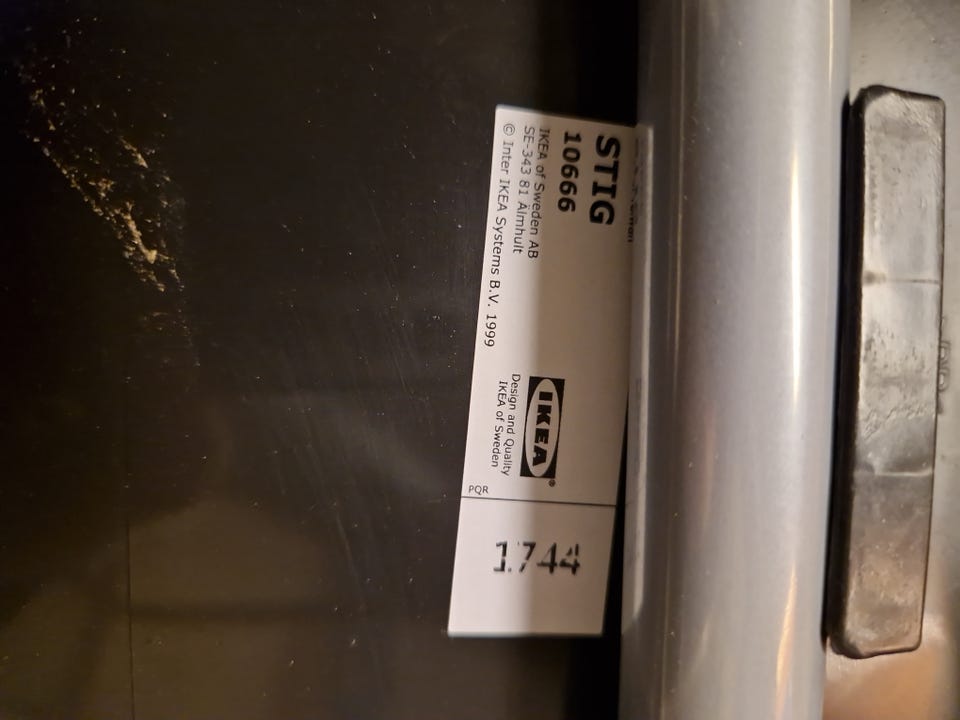 STIG
10666
IKEA of Sweden AB
SE-343 81 Älmhult
© Inter IKEA Systems B.V. 1999
IKEA®
Design and Quality
IKEA of Sweden
PQR
1744